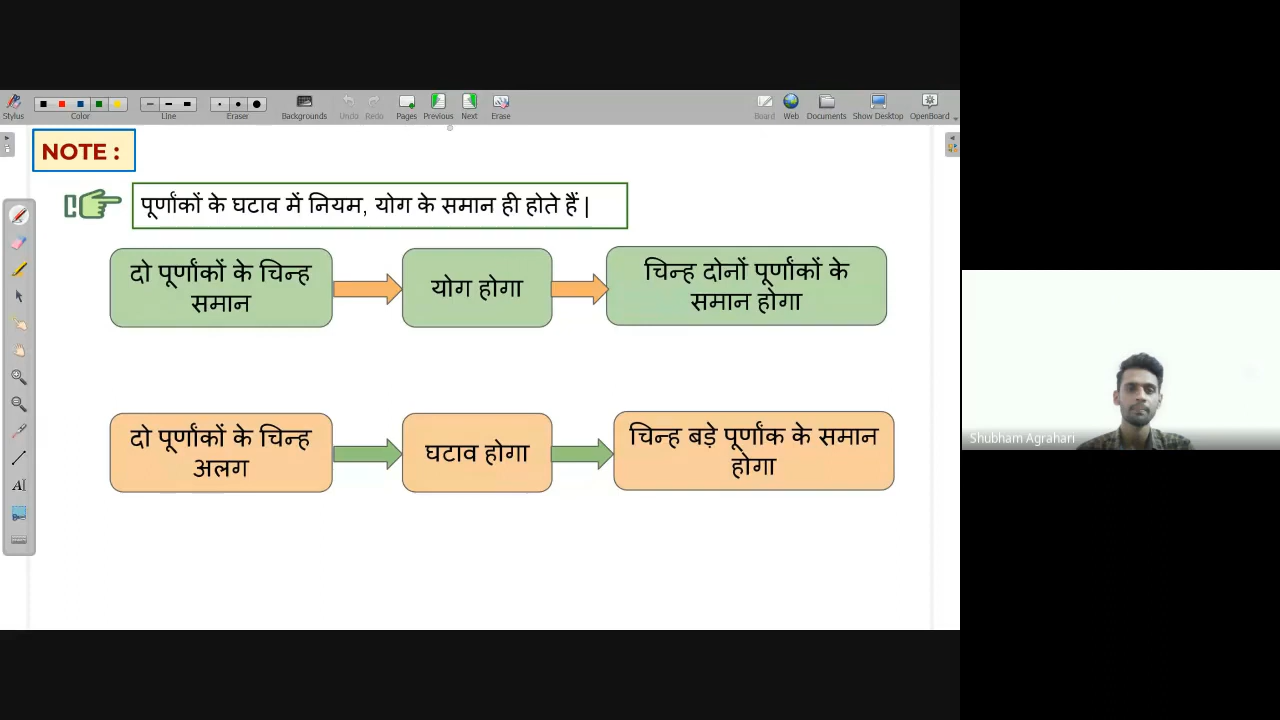 Stylus
Color
Line
Eraser
Backgrounds
Undo
Redo
Pages
Previous
Next
Erase
Board
Web
Documents
Show Desktop
OpenBoard
NOTE :
पूर्णांकों के घटाव में नियम, योग के समान ही होते हैं |
दो पूर्णांकों के चिन्ह
समान
योग होगा
चिन्ह दोनों पूर्णांकों के
समान होगा
दो पूर्णांकों के चिन्ह
अलग
घटाव होगा
चिन्ह बड़े पूर्णांक के समान
होगा
AI
Shubham Agrahari